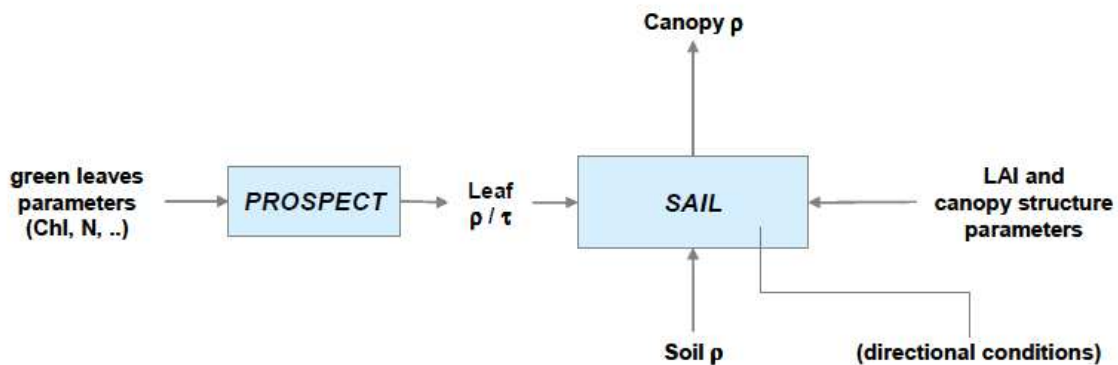 Canopy ρ
green leaves
parameters
(Chl, N, ..)
PROSPECT
Leaf
ρ / τ
SAIL
LAI and
canopy structure
parameters
Soil ρ
(directional conditions)